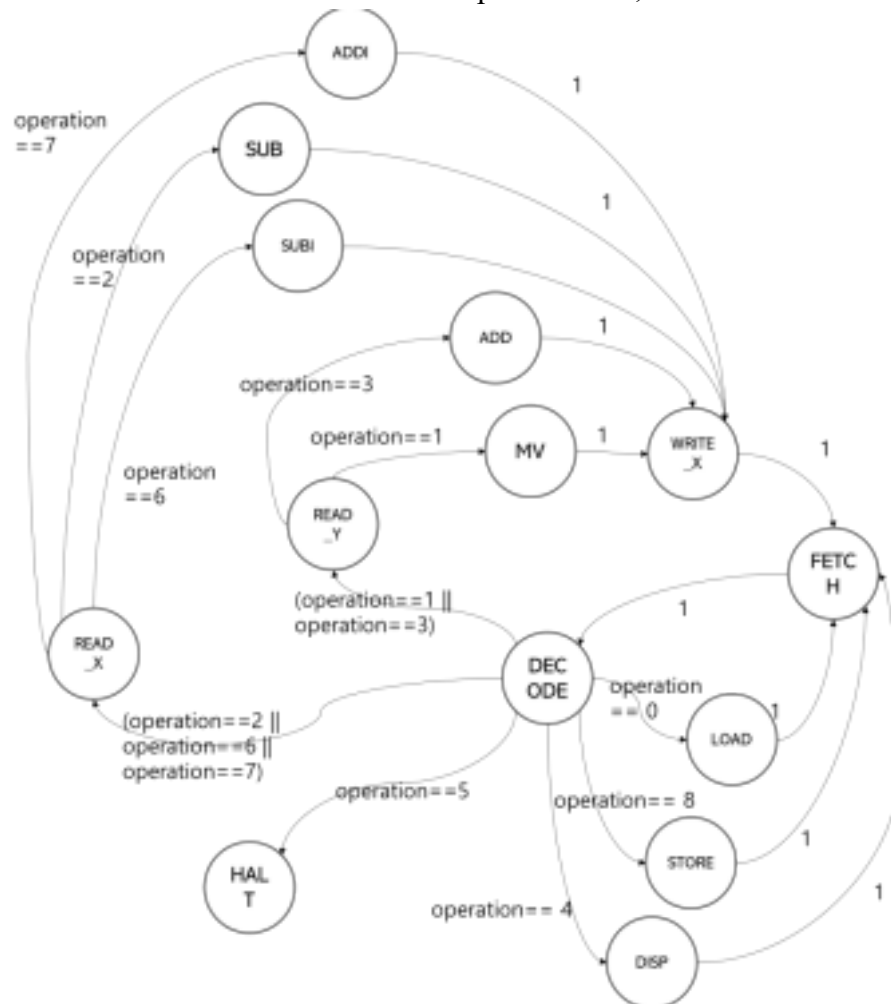 ADDI
1
operation
==7
SUB
1
operation
==2
SUBI
ADD
1
operation==3
operation==1
MV
1
WRITE
_X
1
operation
==6
READ
_Y
FETC
H
(operation==1 ||
operation==3)
1
READ
_X
DEC
ODE
operation
== 0
1
LOAD
(operation==2 ||
operation==6 ||
operation==7)
operation==5
operation== 8
STORE
1
HAL
T
operation== 4
1
DISP